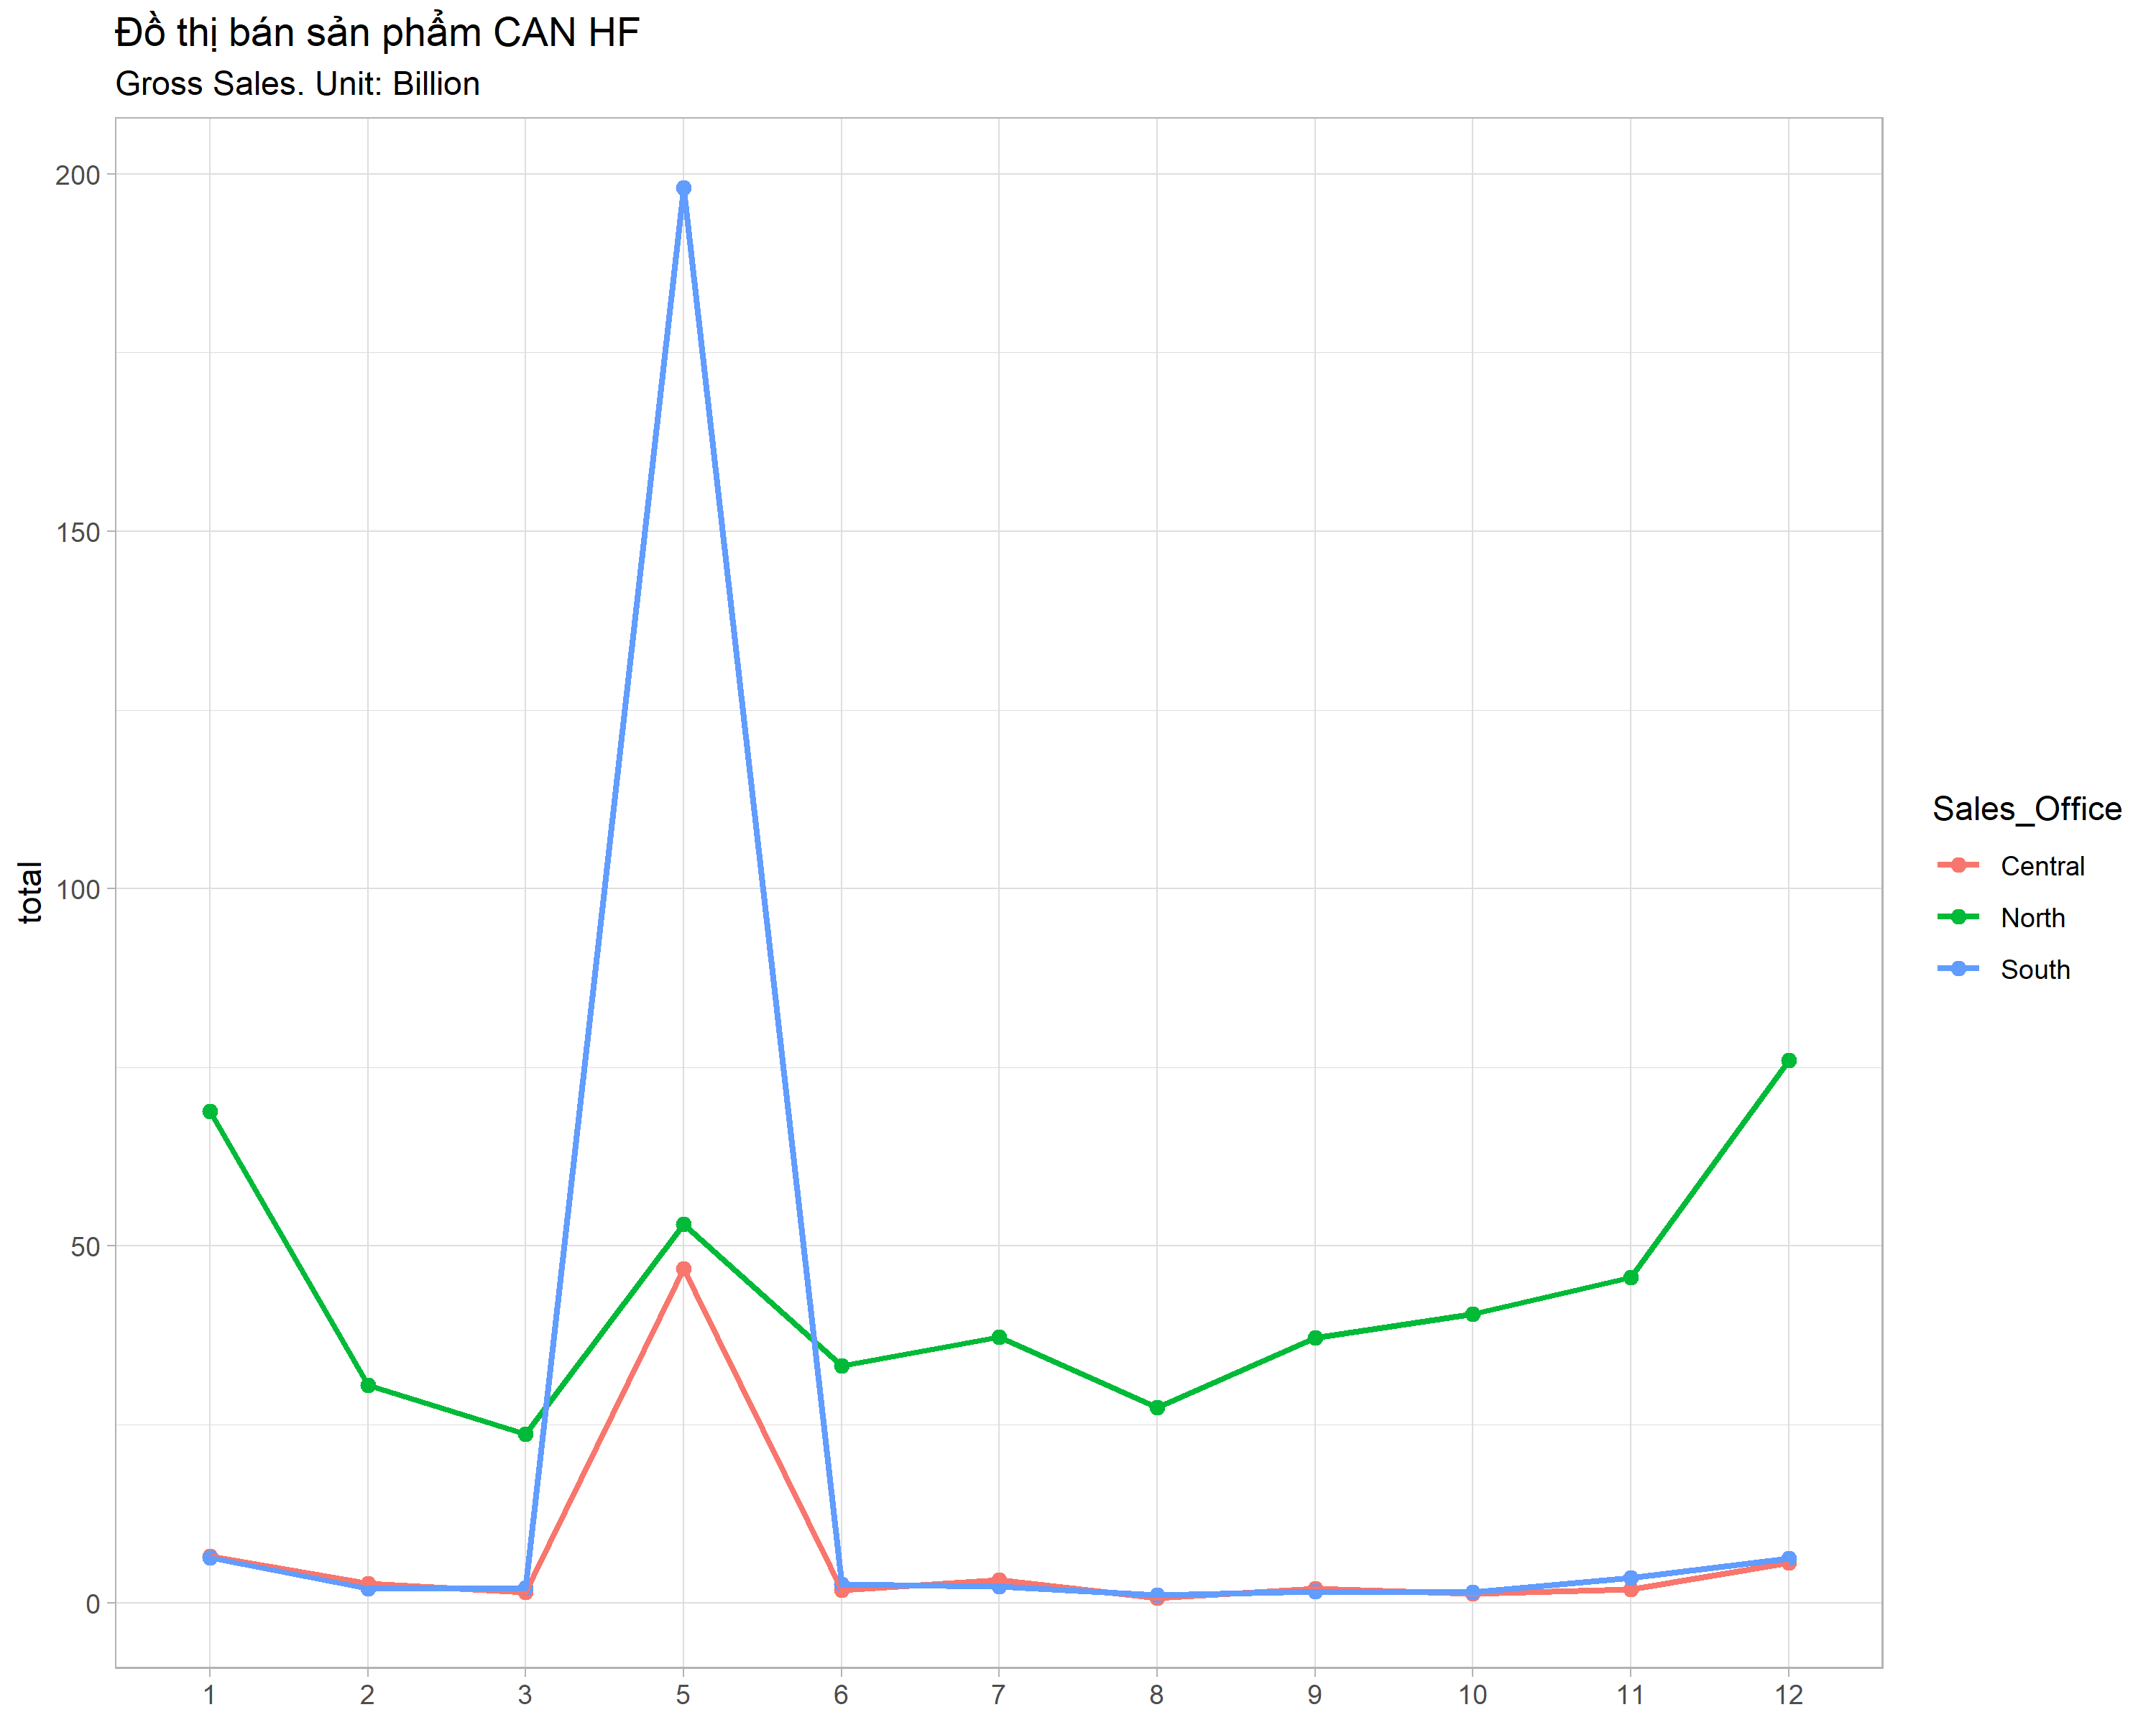 Đồ thị bán sản phẩm CAN HF
Gross Sales. Unit: Billion
200
150
100
50
0
total
1 2 3 5 6 7 8 9 10 11 12
Sales_Office
Central
North
South